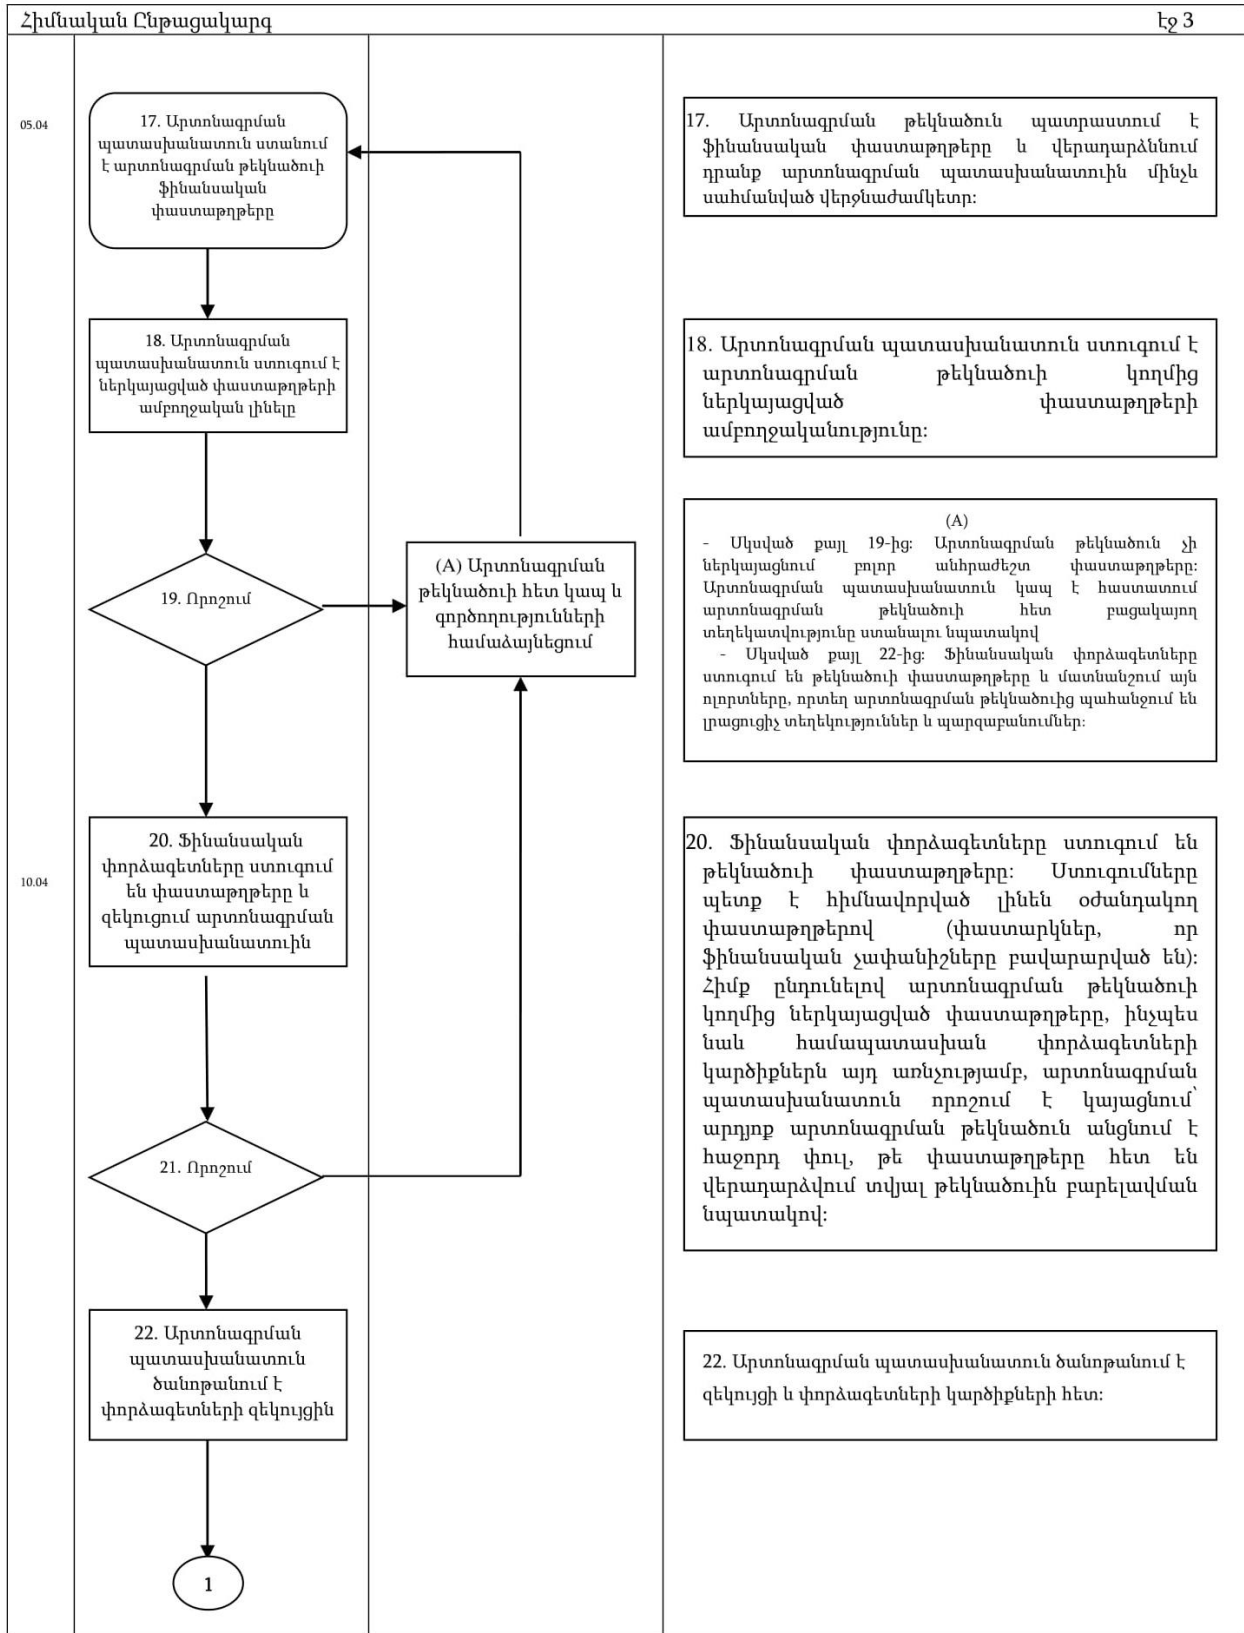 Հիմնական Ընթացակարգ
էջ 3
05.04
17. Արտոնագրման
պատասխանատուն ստանում
է արտոնագրման թեկնածուի
ֆինանսական
փաստաթղթերը
17. Արտոնագրման թեկնածուն պատրաստում է
ֆինանսական փաստաթղթերը և վերադարձննում
դրանք արտոնագրման պատասխանատուին մինչև
սահմանված վերջնաժամկետր:
18. Արտոնագրման
պատասխանատուն ստուգում է
ներկայացված փաստաթղթերի
ամբողջական լինելը
18. Արտոնագրման պատասխանատուն ստուգում է
արտոնագրման թեկնածուի կողմից
ներկայացված փաստաթղթերի
ամբողջականությունը:
(A)
- Սկսված քայլ 19-ից: Արտոնագրման թեկնածուն չի
ներկայացնում բոլոր անհրաժեշտ փաստաթղթերը:
Արտոնագրման պատասխանատուն կապ է հաստատում
արտոնագրման թեկնածուի հետ բացակայող
տեղեկատվությունը ստանալու նպատակով
- Սկսված քայլ 22-ից: Ֆինանսական փորձագետները
ստուգում են թեկնածուի փաստաթղթերը և մատնանշում այն
ոլորտները, որտեղ արտոնագրման թեկնածուից պահանջում են
լրացուցիչ տեղեկություններ և պարզաբանումներ:
(A) Արտոնագրման
թեկնածուի հետ կապ և
գործողությունների
համաձայնեցում
19. Որոշում
10.04
20. Ֆինանսական
փորձագետները ստուգում
են փաստաթղթերը և
զեկուցում արտոնագրման
պատասխանատուին
20. Ֆինանսական փորձագետները ստուգում են
թեկնածուի փաստաթղթերը: Ստուգումները
պետք է հիմնավորված լինեն օժանդակող
փաստաթղթերով (փաստարկներ, որ
ֆինանսական չափանիշները բավարարված են):
Հիմք ընդունելով արտոնագրման թեկնածուի
կողմից ներկայացված փաստաթղթերը, ինչպես
նաև համապատասխան փորձագետների
կարծիքներն այդ առնչությամբ, արտոնագրման
պատասխանատուն որոշում է կայացնում՝
արդյոք արտոնագրման թեկնածուն անցնում է
հաջորդ փուլ, թե փաստաթղթերը հետ են
վերադարձվում տվյալ թեկնածուին բարելավման
նպատակով:
21. Որոշում
22. Արտոնագրման
պատասխանատուն
ծանոթանում է
փորձագետների զեկույցին
22. Արտոնագրման պատասխանատուն ծանոթանում է
զեկույցի և փորձագետների կարծիքների հետ:
1